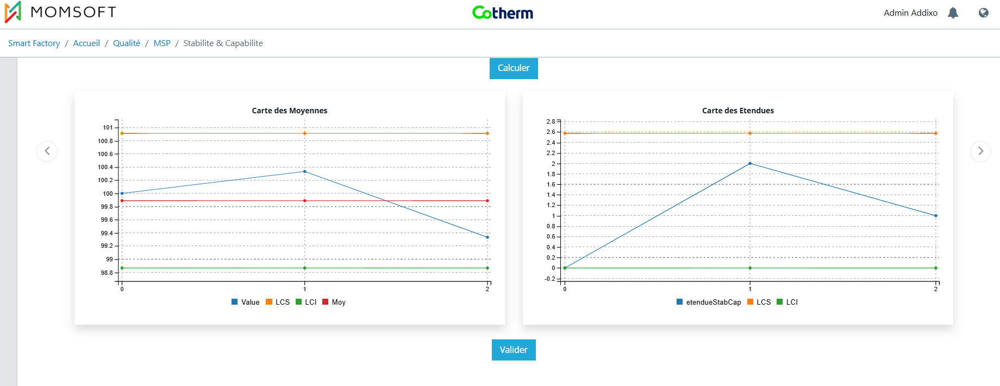 MOMSOFT
Cotherm
Admin Addixo
Smart Factory / Accueil / Qualité / MSP / Stabilite & Capabilite
Calculer
Carte des Moyennes
101
100.8
100.6
100.4
100.2
100
99.8
99.6
99.4
99.2
99
98.8
0 1 2
Value LCS LCI Moy
Carte des Etendues
2.8
2.6
2.4
2.2
2
1.8
1.6
1.4
1.2
1
0.8
0.6
0.4
0.2
0
-0.2
0 1 2
etendueStabCap LCS LCI
Valider